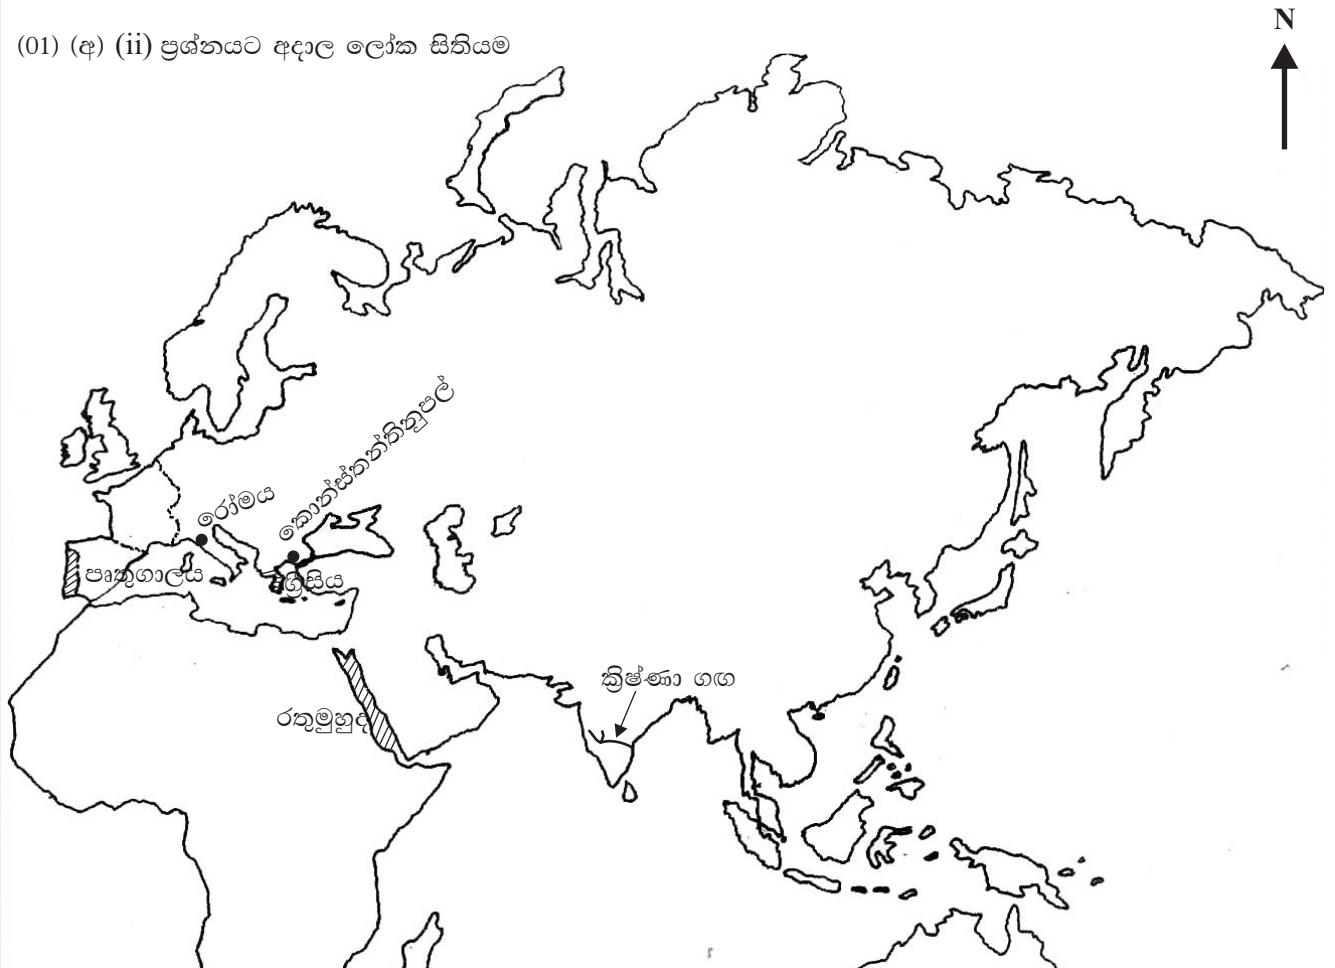 (01) (අ) (ii) ප්‍රශ්නයට අදාල ලෝක සිතියම
N
කොන්ස්තන්තිනුපල්
රෝමය
පෘතුගාලය
ග්‍රීසිය
ක්‍රිෂ්ණා ගඟ
රතුමුහුද